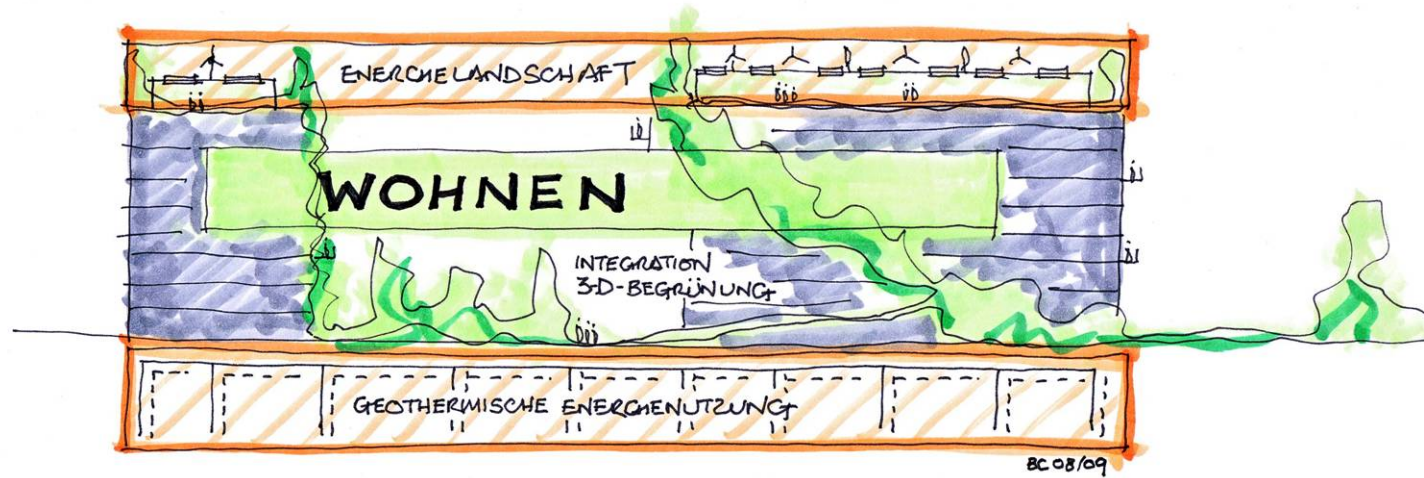 ENERGIELANDSCHAFT
WOHNEN
INTEGRATION
3-D-BEGRÜNUNG
GEOTHERMISCHE ENERGIENUTZUNG
BC 08/09